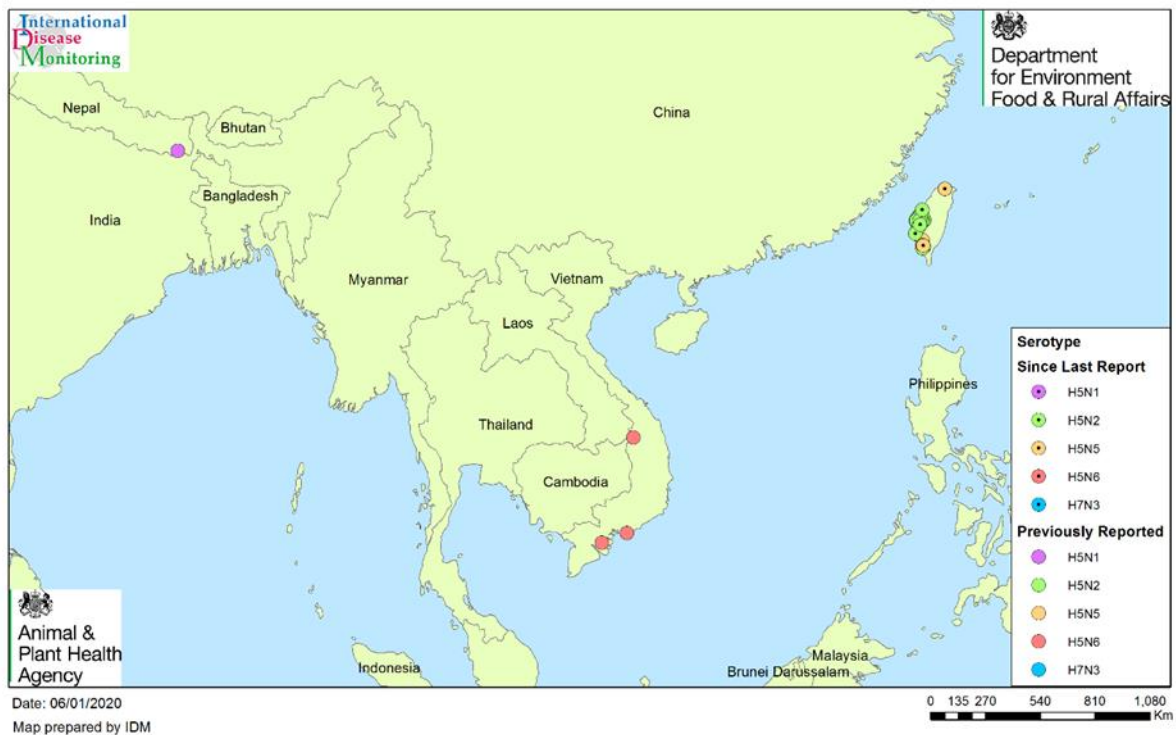 International
Disease
Monitoring
Department
for Environment
Food & Rural Affairs
Nepal
Bhutan
China
Bangladesh
India
Myanmar
Vietnam
Laos
Philippines
Thailand
Cambodia
Malaysia
Brunei Darussalam
Indonesia
Serotype
Since Last Report
H5N1
H5N2
H5N5
H5N6
H7N3
Previously Reported
H5N1
H5N2
H5N5
H5N6
H7N3
Animal &
Plant Health
Agency
Date: 06/01/2020
Map prepared by IDM
0 135 270 540 810 1,080
Km